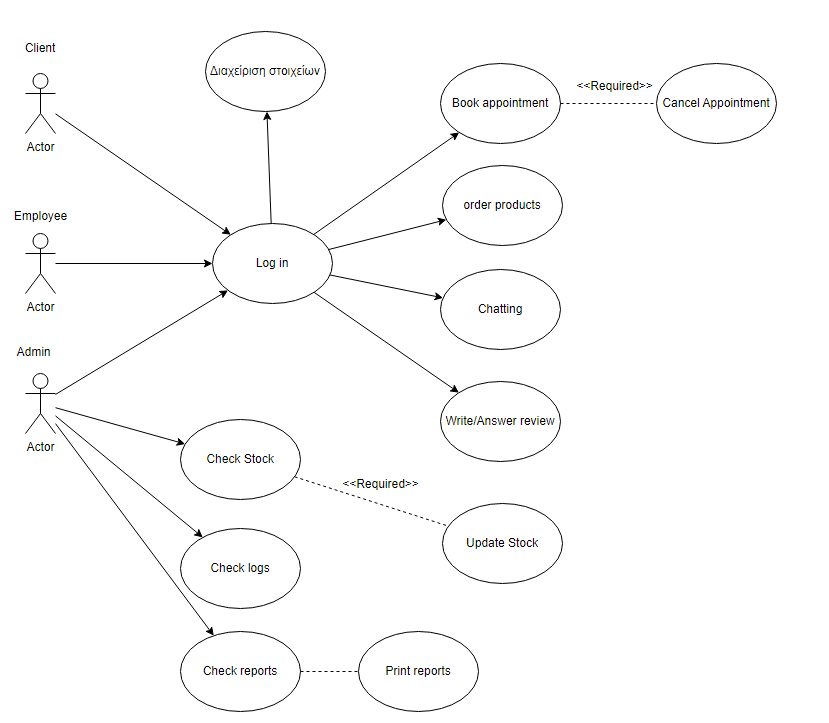 Client
Actor
Διαχείριση στοιχείων
Book appointment
<<Required>>
Cancel Appointment
Employee
Actor
Log in
order products
Chatting
Admin
Actor
Write/Answer review
Check Stock
<<Required>>
Update Stock
Check logs
Check reports
Print reports